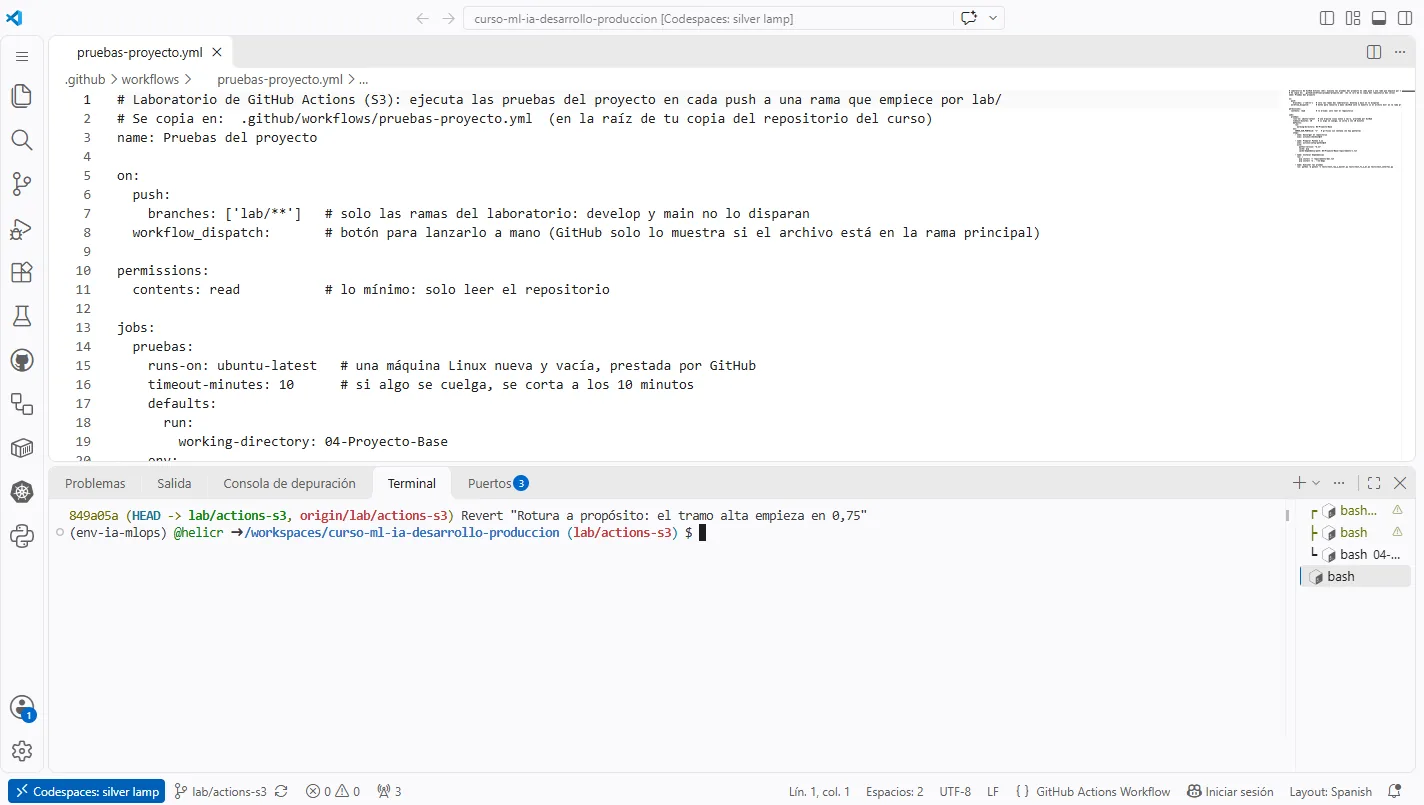 curso-ml-ia-desarrollo-produccion [Codespaces: silver lamp]
pruebas-proyecto.yml
.github > workflows > pruebas-proyecto.yml > ...
1 # Laboratorio de GitHub Actions (S3): ejecuta las pruebas del proyecto en cada push a una rama que empiece por lab/
2 # Se copia en: .github/workflows/pruebas-proyecto.yml (en la raíz de tu copia del repositorio del curso)
3 name: Pruebas del proyecto
4
5 on:
6 push:
7 branches: ['lab/**'] # solo las ramas del laboratorio: develop y main no lo disparan
8 workflow_dispatch: # botón para lanzarlo a mano (GitHub solo lo muestra si el archivo está en la rama principal)
9
10 permissions:
11 contents: read # lo mínimo: solo leer el repositorio
12
13 jobs:
14 pruebas:
15 runs-on: ubuntu-latest # una máquina Linux nueva y vacía, prestada por GitHub
16 timeout-minutes: 10 # si algo se cuelga, se corta a los 10 minutos
17 defaults:
18 run:
19 working-directory: 04-Proyecto-Base
20 env:
Problemas Salida Consola de depuración Terminal Puertos 3
849a05a (HEAD -> lab/actions-s3, origin/lab/actions-s3) Revert "Rotura a propósito: el tramo alta empieza en 0,75"
(env-ia-mlops) @helicr ➜/workspaces/curso-ml-ia-desarrollo-produccion (lab/actions-s3) $
bash...
bash
bash 04-...
bash
1
Codespaces: silver lamp lab/actions-s3 0 0 3 Lín. 1, col. 1 Espacios: 2 UTF-8 LF { } GitHub Actions Workflow Iniciar sesión Layout: Spanish